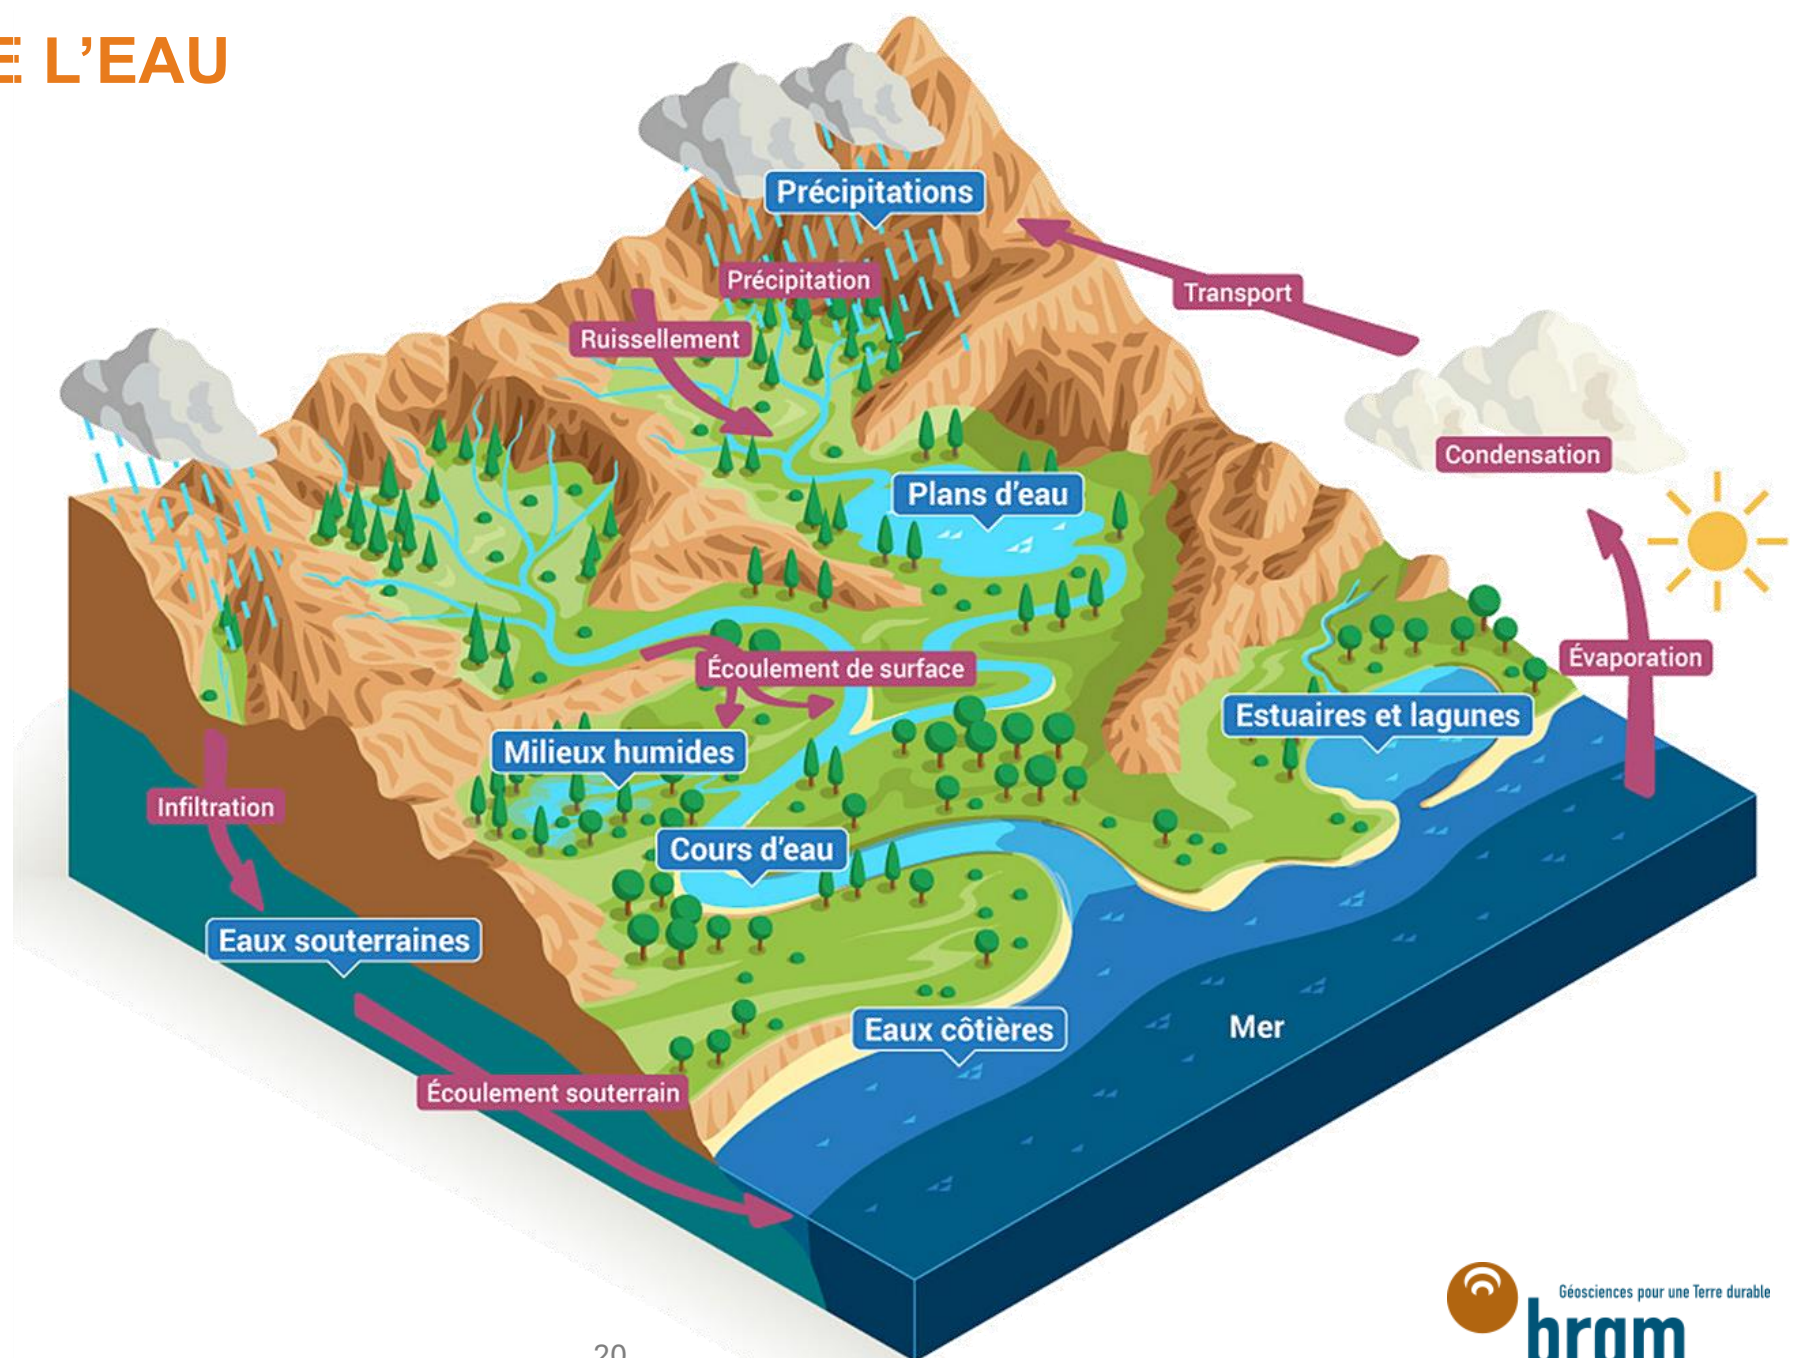 E L'EAU
Précipitations
Précipitation
Transport
Ruissellement
Condensation
Plans d'eau
Évaporation
Écoulement de surface
Estuaires et lagunes
Milieux humides
Infiltration
Cours d'eau
Eaux souterraines
Eaux côtières
Mer
Écoulement souterrain
Géosciences pour une Terre durable
brgm
20